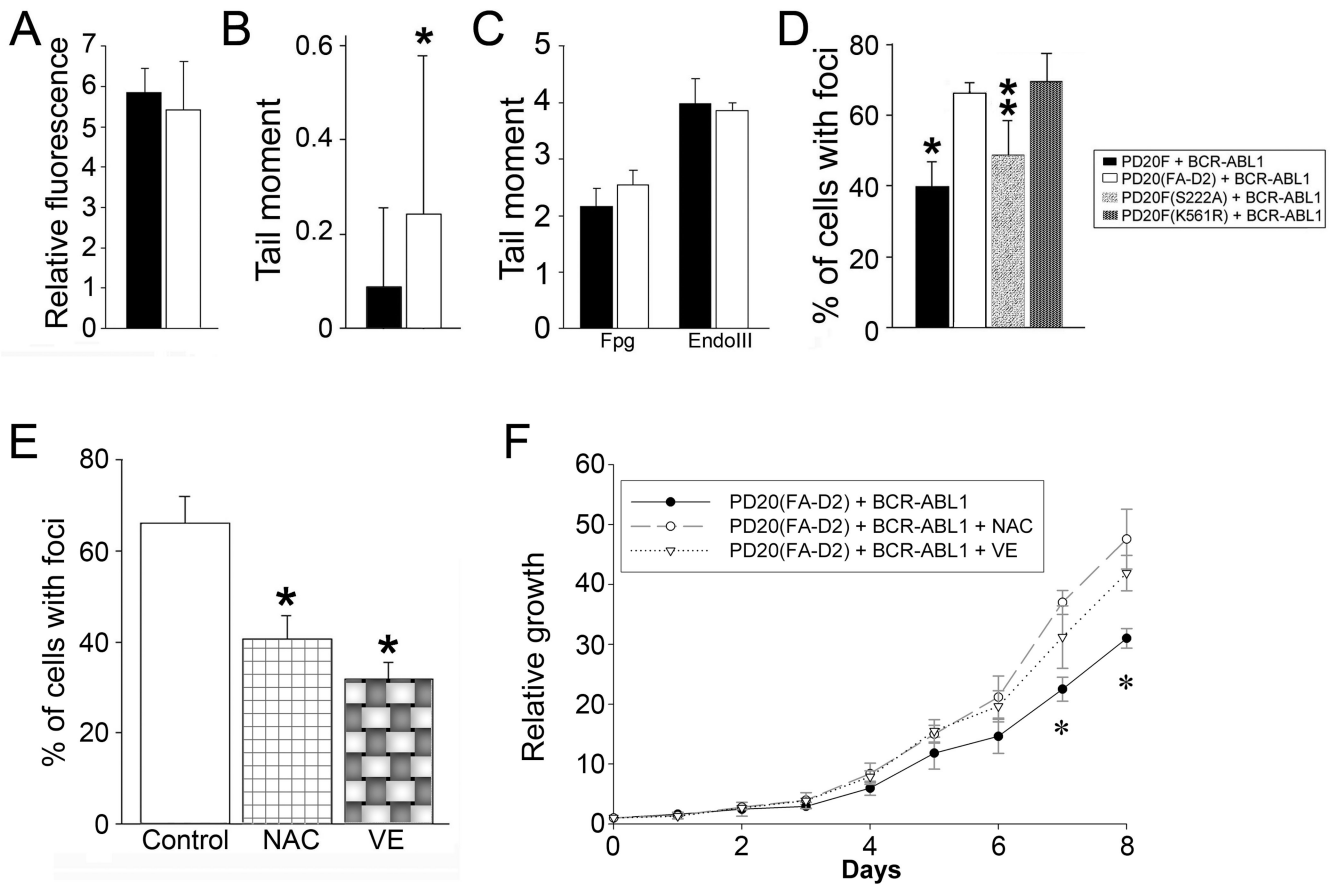 A
Relative fluorescence
7
6
5
4
3
2
1
0
B
Tail moment
0.6
0.4
0.2
0
*
C
Tail moment
5
4
3
2
1
0
Fpg
EndoIII
D
% of cells with foci
80
60
40
20
0
*
**
PD20F + BCR-ABL1
PD20(FA-D2) + BCR-ABL1
PD20F(S222A) + BCR-ABL1
PD20F(K561R) + BCR-ABL1
E
% of cells with foci
80
60
40
20
0
*
*
Control
NAC
VE
F
Relative growth
60
50
40
30
20
10
0
PD20(FA-D2) + BCR-ABL1
PD20(FA-D2) + BCR-ABL1 + NAC
PD20(FA-D2) + BCR-ABL1 + VE
*
*
0
2
4
6
8
Days